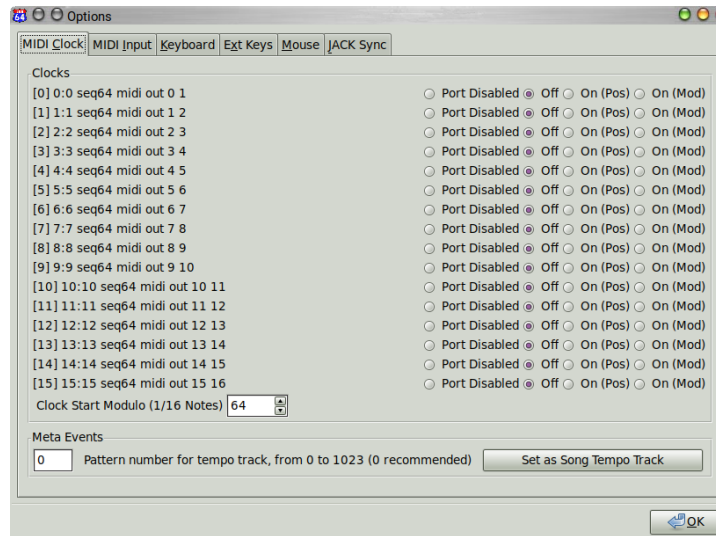 64 Options
MIDI Clock MIDI Input Keyboard Ext Keys Mouse JACK Sync
Clocks
[0] 0:0 seq64 midi out 0 1 Port Disabled Off On (Pos) On (Mod)
[1] 1:1 seq64 midi out 1 2 Port Disabled Off On (Pos) On (Mod)
[2] 2:2 seq64 midi out 2 3 Port Disabled Off On (Pos) On (Mod)
[3] 3:3 seq64 midi out 3 4 Port Disabled Off On (Pos) On (Mod)
[4] 4:4 seq64 midi out 4 5 Port Disabled Off On (Pos) On (Mod)
[5] 5:5 seq64 midi out 5 6 Port Disabled Off On (Pos) On (Mod)
[6] 6:6 seq64 midi out 6 7 Port Disabled Off On (Pos) On (Mod)
[7] 7:7 seq64 midi out 7 8 Port Disabled Off On (Pos) On (Mod)
[8] 8:8 seq64 midi out 8 9 Port Disabled Off On (Pos) On (Mod)
[9] 9:9 seq64 midi out 9 10 Port Disabled Off On (Pos) On (Mod)
[10] 10:10 seq64 midi out 10 11 Port Disabled Off On (Pos) On (Mod)
[11] 11:11 seq64 midi out 11 12 Port Disabled Off On (Pos) On (Mod)
[12] 12:12 seq64 midi out 12 13 Port Disabled Off On (Pos) On (Mod)
[13] 13:13 seq64 midi out 13 14 Port Disabled Off On (Pos) On (Mod)
[14] 14:14 seq64 midi out 14 15 Port Disabled Off On (Pos) On (Mod)
[15] 15:15 seq64 midi out 15 16 Port Disabled Off On (Pos) On (Mod)
Clock Start Modulo (1/16 Notes) 64
Meta Events
0 Pattern number for tempo track, from 0 to 1023 (0 recommended) Set as Song Tempo Track
OK